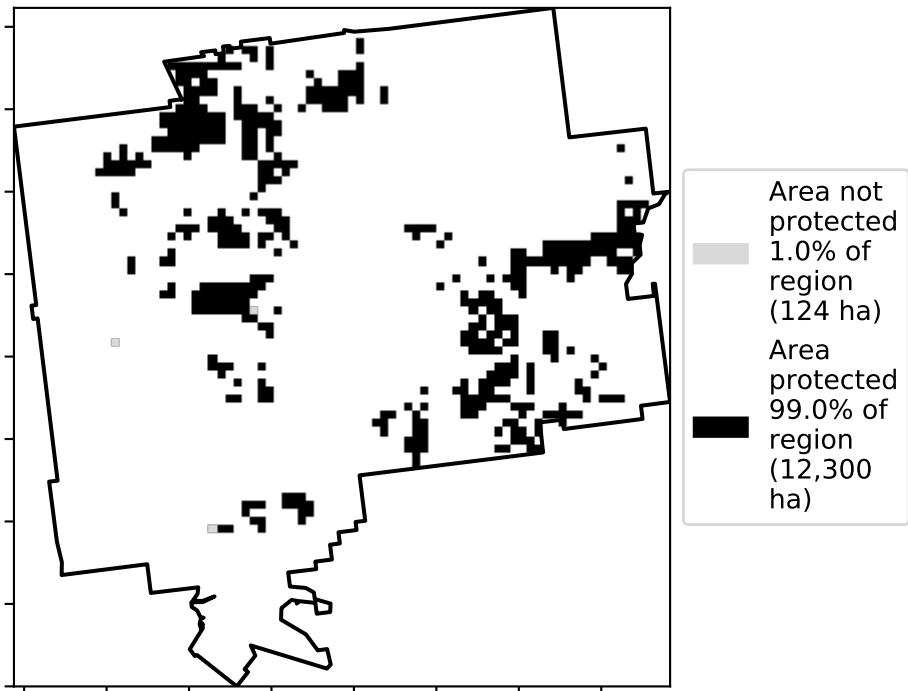 Area not
protected
1.0% of
region
(124 ha)
Area
protected
99.0% of
region
(12,300
ha)